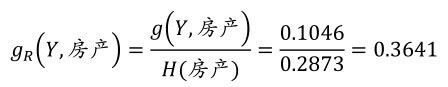 g_R(Y,房产) = g(Y,房产) / H(房产) = 0.1046 / 0.2873 = 0.3641